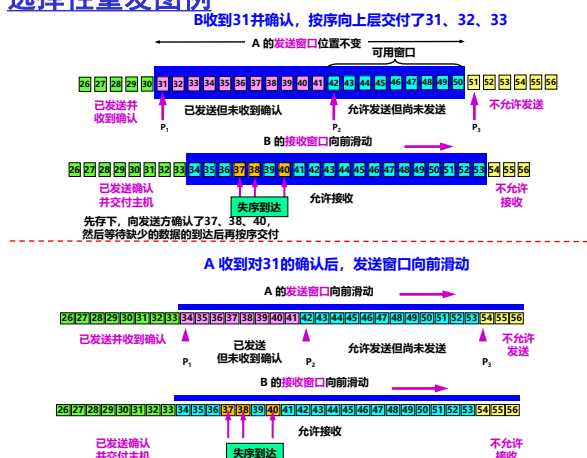 选择性重发图例
B收到31并确认，按序向上层交付了31、32、33
A 的发送窗口位置不变
可用窗口
26 27 28 29 30 31 32 33 34 35 36 37 38 39 40 41 42 43 44 45 46 47 48 49 50 51 52 53 54 55 56
已发送并
收到确认
已发送但未收到确认
允许发送但尚未发送
不允许发送
P1 P2 P3
B 的接收窗口向前滑动
26 27 28 29 30 31 32 33 34 35 36 37 38 39 40 41 42 43 44 45 46 47 48 49 50 51 52 53 54 55 56
已发送确认
并交付主机
允许接收
不允许
接收
失序到达
先存下，向发送方确认了37、38、40，
然后等待缺少的数据的到达后再按序交付
A 收到对31的确认后，发送窗口向前滑动
A 的发送窗口向前滑动
26 27 28 29 30 31 32 33 34 35 36 37 38 39 40 41 42 43 44 45 46 47 48 49 50 51 52 53 54 55 56
已发送并收到确认
已发送
但未收到确认
允许发送但尚未发送
不允许
发送
P1 P2 P3
B 的接收窗口向前滑动
26 27 28 29 30 31 32 33 34 35 36 37 38 39 40 41 42 43 44 45 46 47 48 49 50 51 52 53 54 55 56
允许接收
已发送确认
并交付主机
失序到达
不允许
接收